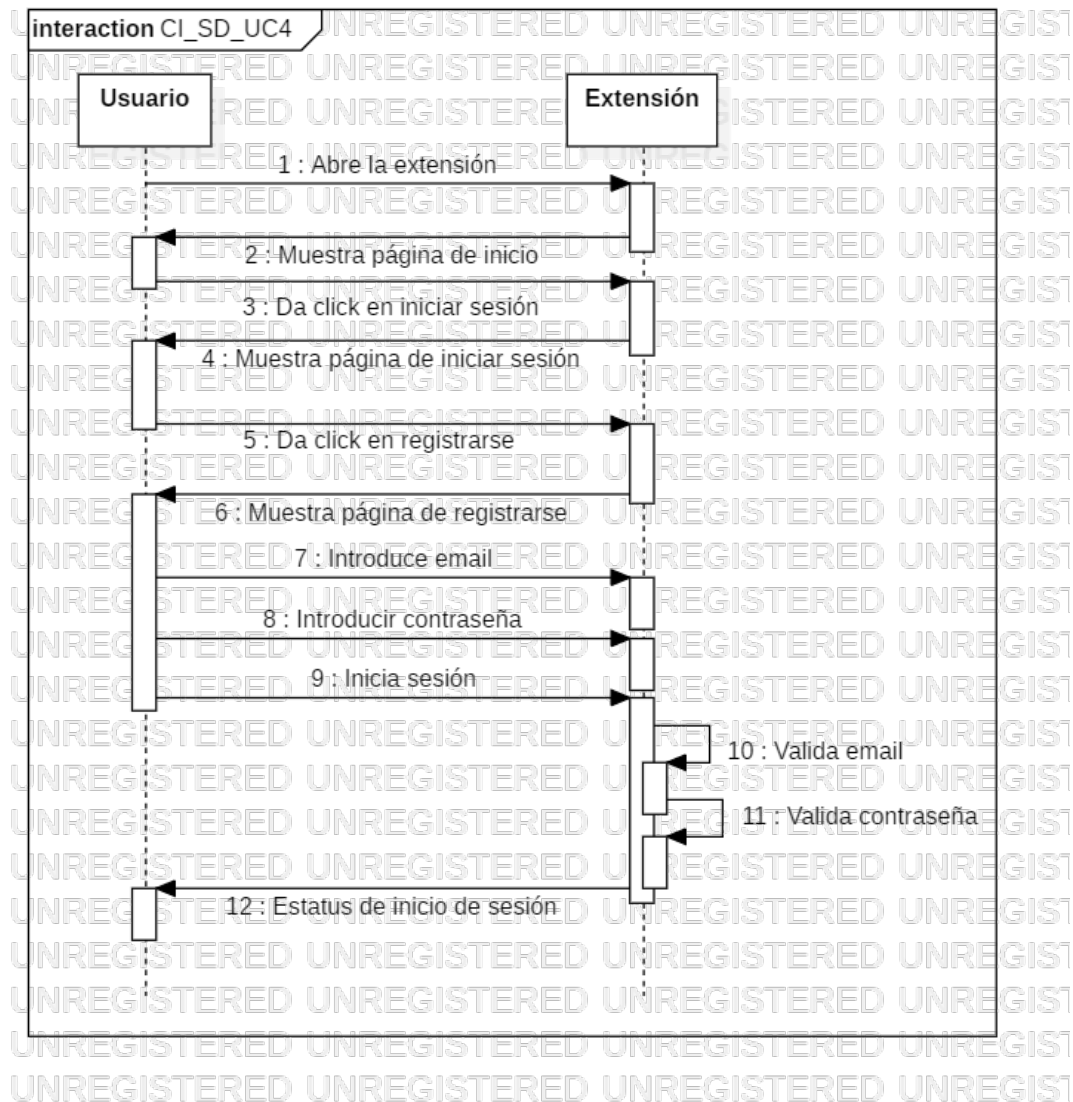 interaction CI_SD_UC4
Usuario
Extensión
1 : Abre la extensión
2 : Muestra página de inicio
3 : Da click en iniciar sesión
4 : Muestra página de iniciar sesión
5 : Da click en registrarse
6 : Muestra página de registrarse
7 : Introduce email
8 : Introducir contraseña
9 : Inicia sesión
10 : Valida email
11 : Valida contraseña
12 : Estatus de inicio de sesión
UNREGISTERED